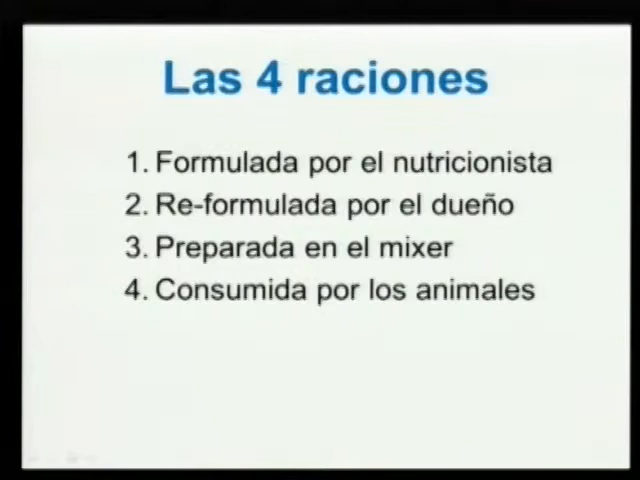 Las 4 raciones
1. Formulada por el nutricionista
2. Re-formulada por el dueño
3. Preparada en el mixer
4. Consumida por los animales